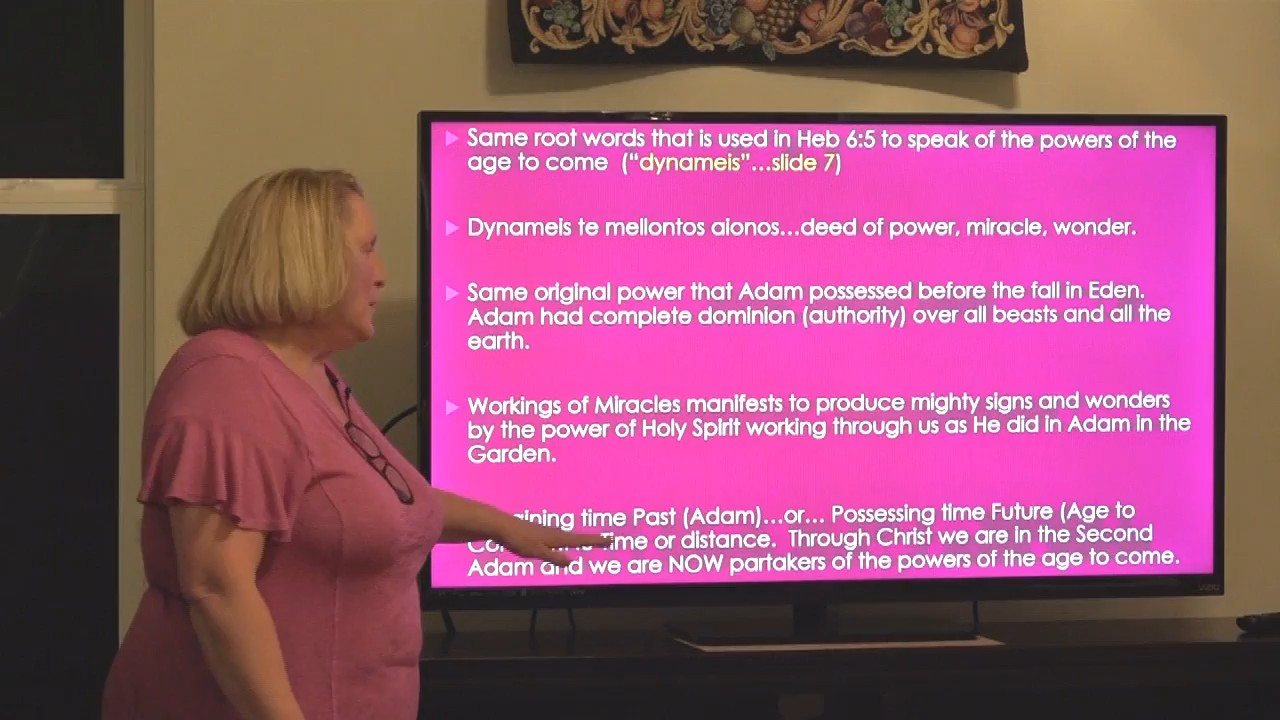 Same root words that is used in Heb 6:5 to speak of the powers of the
age to come ("dynameis"...slide 7)
Dynameis te mellontos aionos...deed of power, miracle, wonder.
Same original power that Adam possessed before the fall in Eden.
Adam had complete dominion (authority) over all beasts and all the
earth.
Workings of Miracles manifests to produce mighty signs and wonders
by the power of Holy Spirit working through us as He did in Adam in the
Garden.
time Past (Adam)...or... Possessing time Future (Age to
Time or distance. Through Christ we are in the Second
Adam and we are NOW partakers of the powers of the age to come.
VIZIO